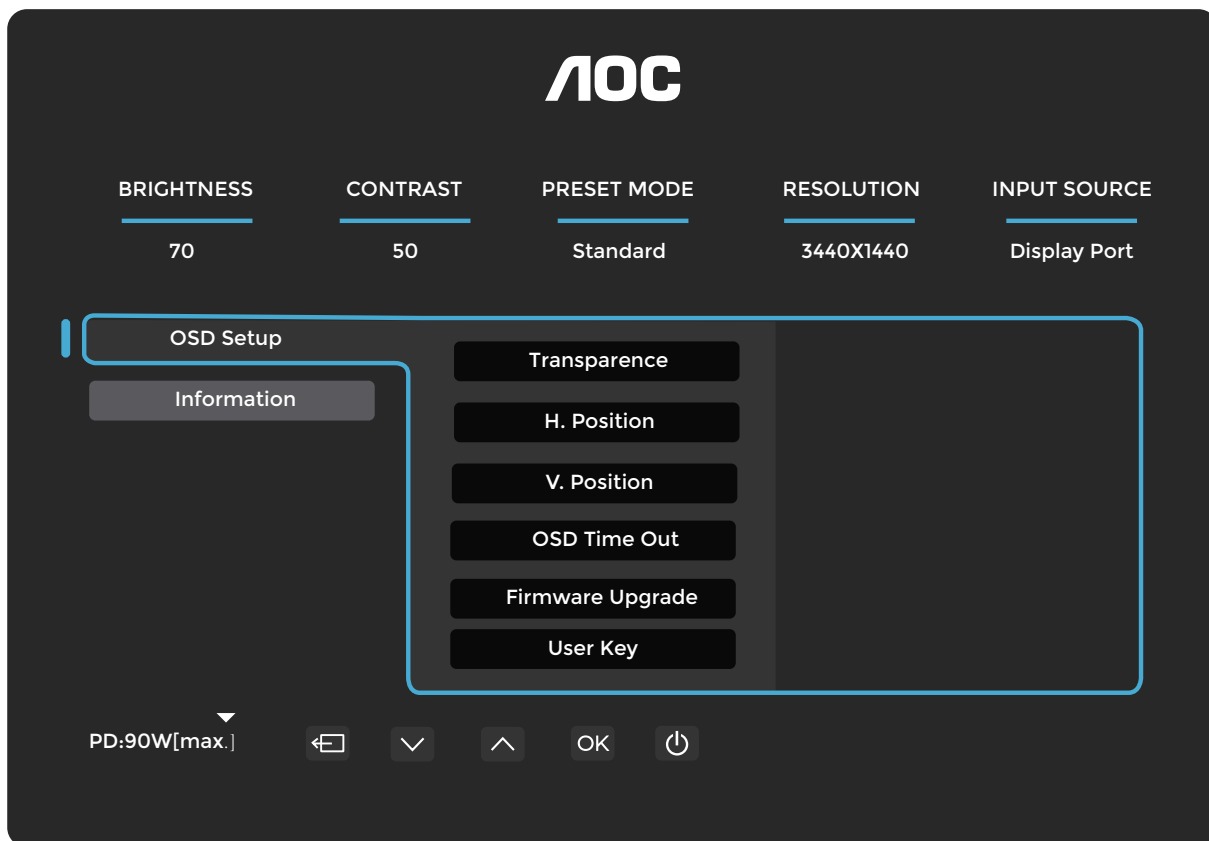 AOC
BRIGHTNESS CONTRAST PRESET MODE RESOLUTION INPUT SOURCE
70 50 Standard 3440X1440 Display Port
OSD Setup
Transparence
Information
H. Position
V. Position
OSD Time Out
Firmware Upgrade
User Key
PD:90W[max.] OK